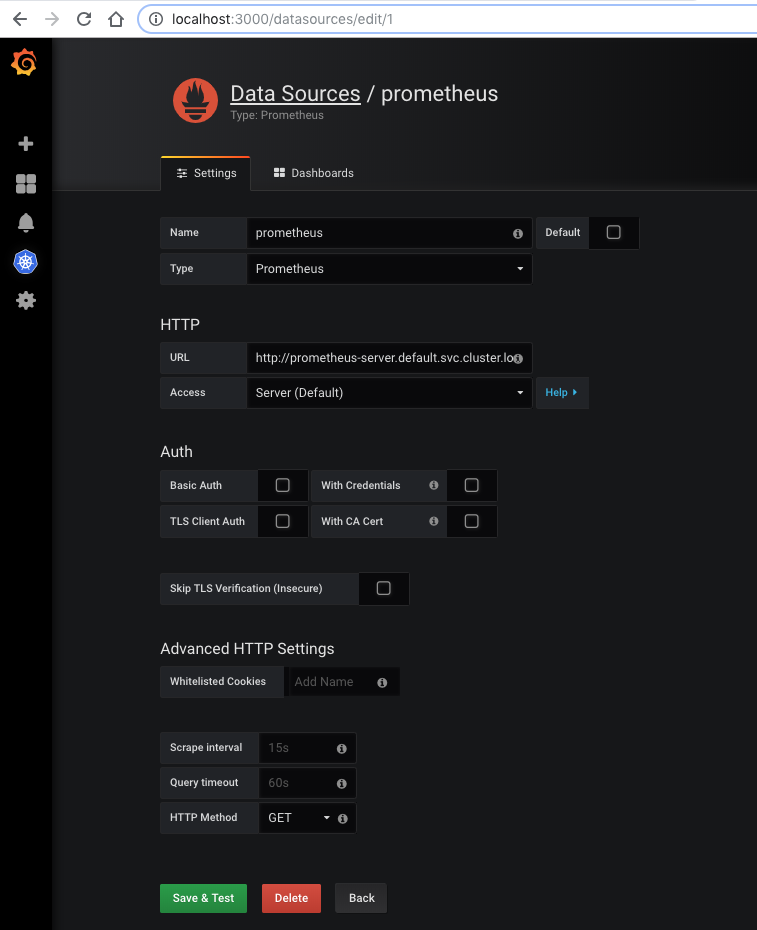 localhost:3000/datasources/edit/1
Data Sources / prometheus
Type: Prometheus
Settings Dashboards
Name prometheus Default
Type Prometheus
HTTP
URL http://prometheus-server.default.svc.cluster.lo
Access Server (Default) Help
Auth
Basic Auth With Credentials
TLS Client Auth With CA Cert
Skip TLS Verification (Insecure)
Advanced HTTP Settings
Whitelisted Cookies Add Name
Scrape interval 15s
Query timeout 60s
HTTP Method GET
Save & Test Delete Back